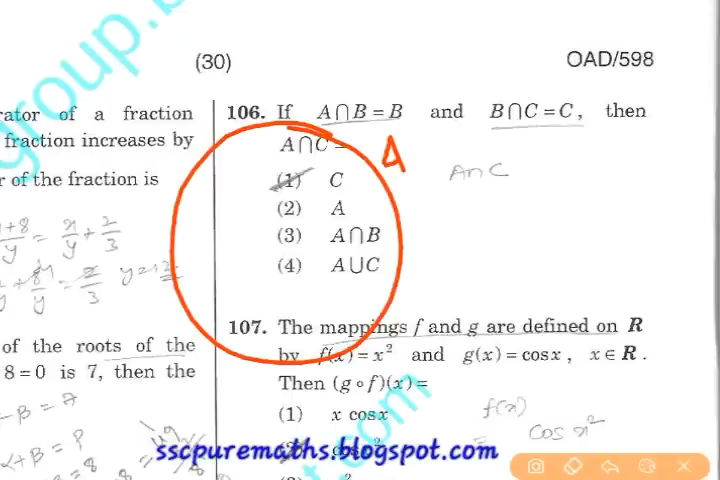 (30)
OAD/598
rator of a fraction
fraction increases by
r of the fraction is
of the roots of the
8 = 0 is 7, then the
106. If A∩B = B and B∩C = C, then
A∩C =
(1) C
(2) A
(3) A∩B
(4) A∪C
A∩C
107. The mappings f and g are defined on R
by f(x) = x² and g(x) = cosx, x ∈ R.
Then (g∘f)(x) =
(1) x cosx
f(x)
cos x²
sscpuremaths.blogspot.com